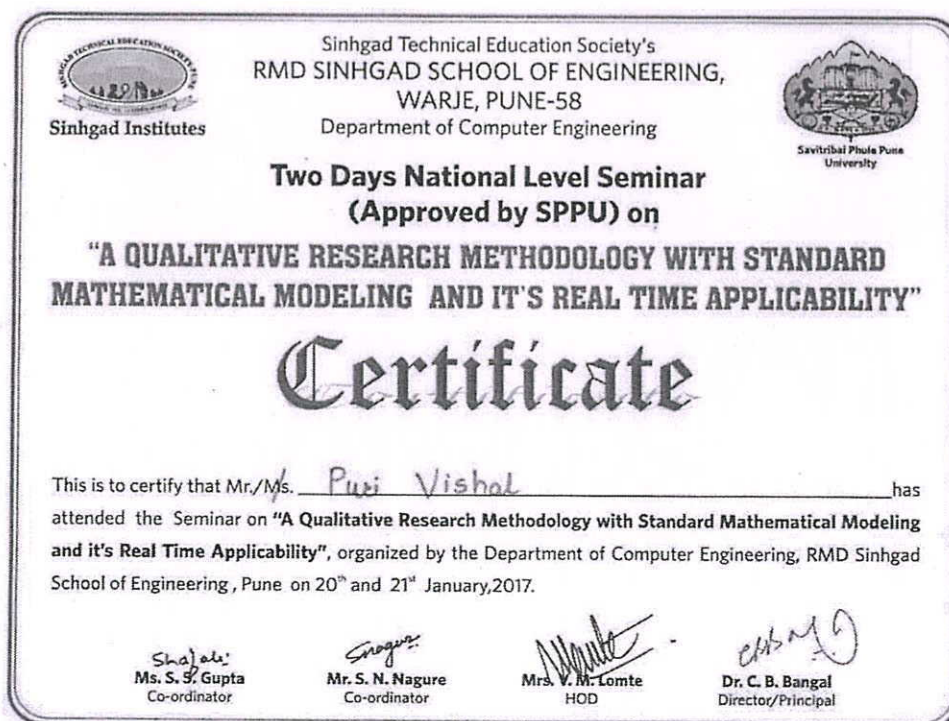 Sinhgad Technical Education Society's
RMD SINHGAD SCHOOL OF ENGINEERING,
WARJE, PUNE-58
Department of Computer Engineering
SINHGAD TECHNICAL EDUCATION SOCIETY, PUNE
Sinhgad Institutes
Savitribai Phule Pune
University
Two Days National Level Seminar
(Approved by SPPU) on
"A QUALITATIVE RESEARCH METHODOLOGY WITH STANDARD
MATHEMATICAL MODELING AND IT'S REAL TIME APPLICABILITY"
Certificate
This is to certify that Mr./Ms. Puri Vishal has
attended the Seminar on "A Qualitative Research Methodology with Standard Mathematical Modeling
and it's Real Time Applicability", organized by the Department of Computer Engineering, RMD Sinhgad
School of Engineering , Pune on 20th and 21st January,2017.
Ms. S. S. Gupta
Co-ordinator
Mr. S. N. Nagure
Co-ordinator
Mrs. V. M. Lomte
HOD
Dr. C. B. Bangal
Director/Principal